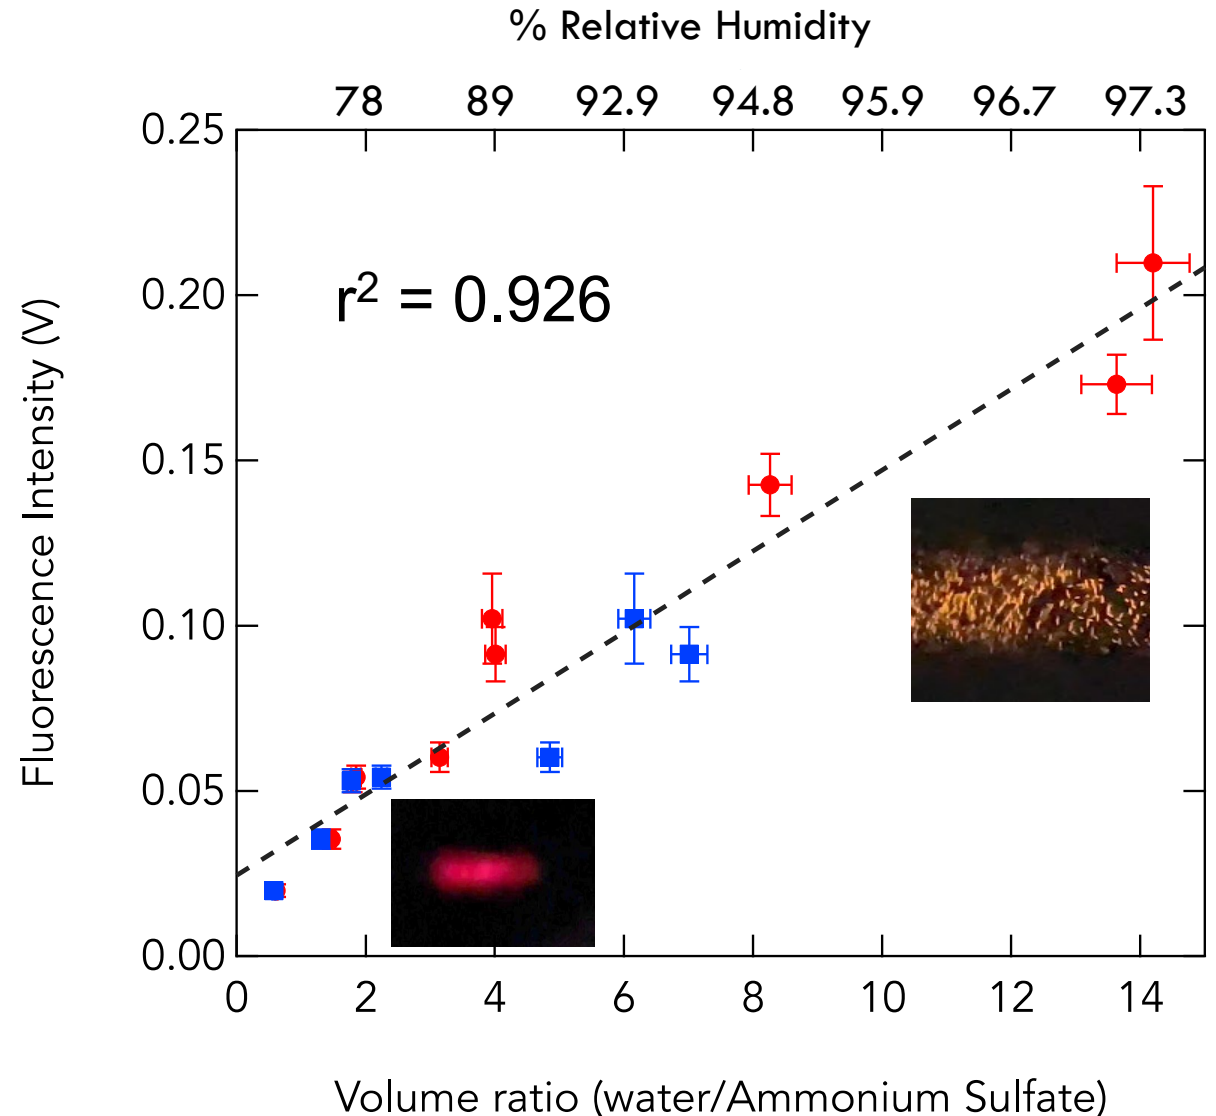 % Relative Humidity
78 89 92.9 94.8 95.9 96.7 97.3
0.25
r² = 0.926
0.20
0.15
0.10
0.05
0.00
Fluorescence Intensity (V)
0 2 4 6 8 10 12 14
Volume ratio (water/Ammonium Sulfate)